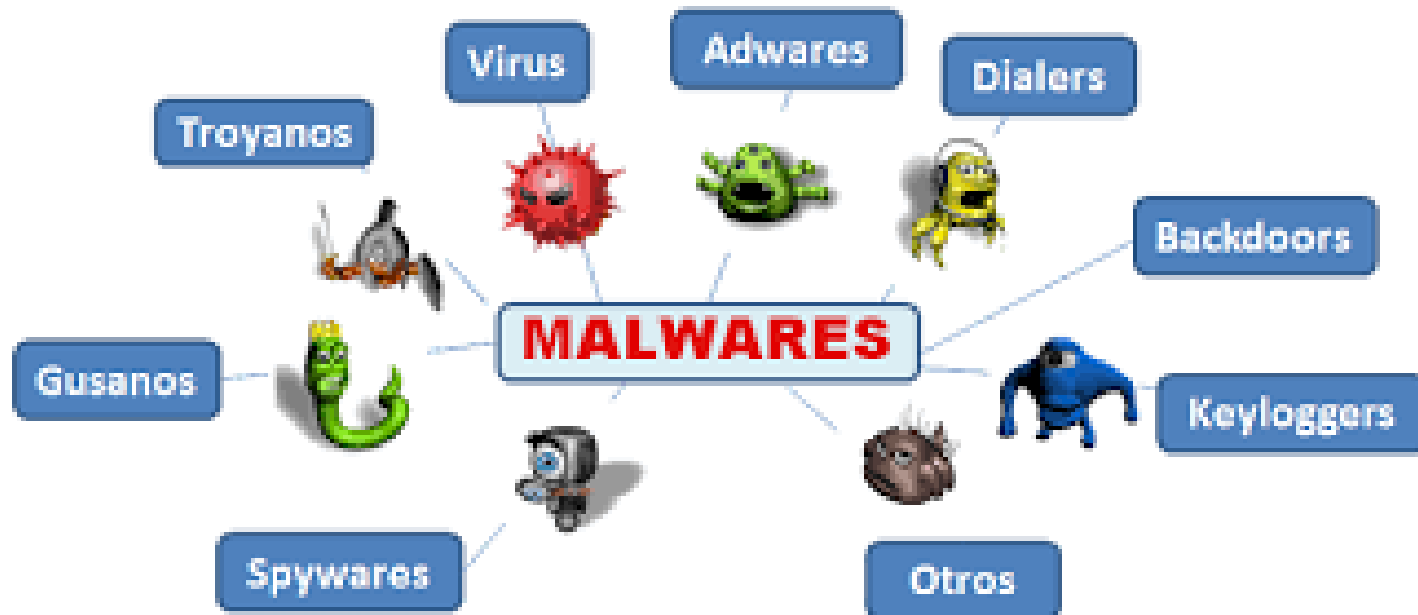 Virus
Adwares
Dialers
Troyanos
Backdoors
MALWARES
Gusanos
Keyloggers
Spywares
Otros